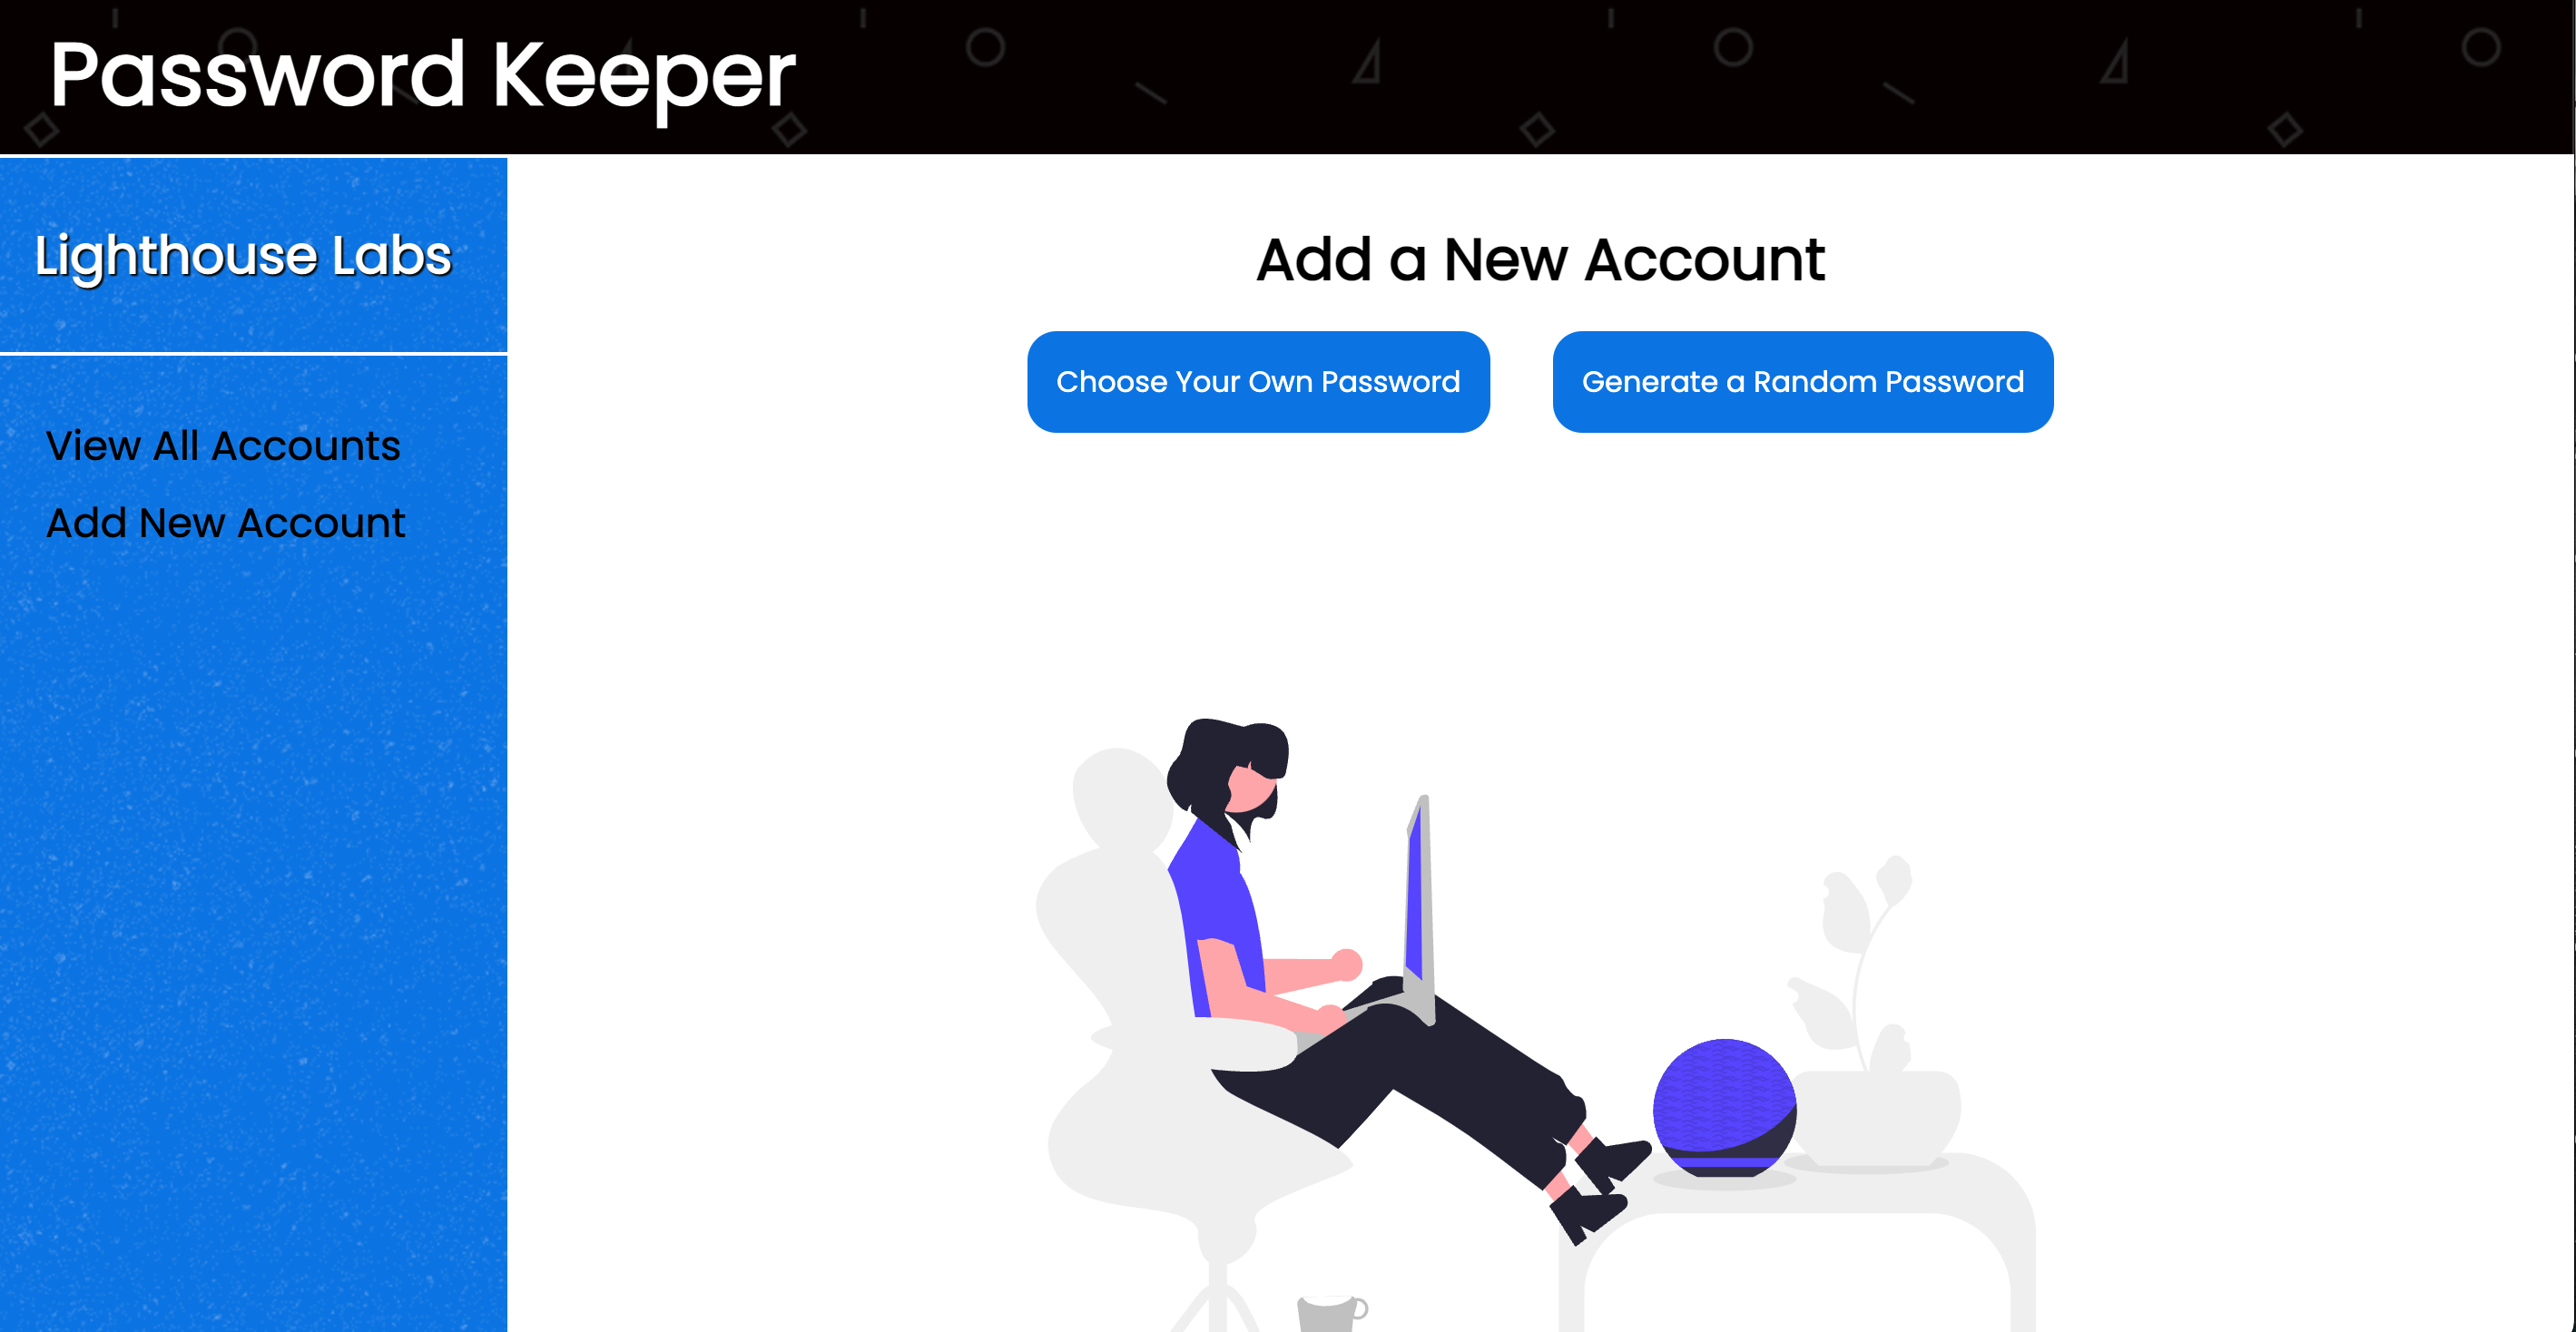 Password Keeper
Lighthouse Labs
View All Accounts
Add New Account
Add a New Account
Choose Your Own Password
Generate a Random Password